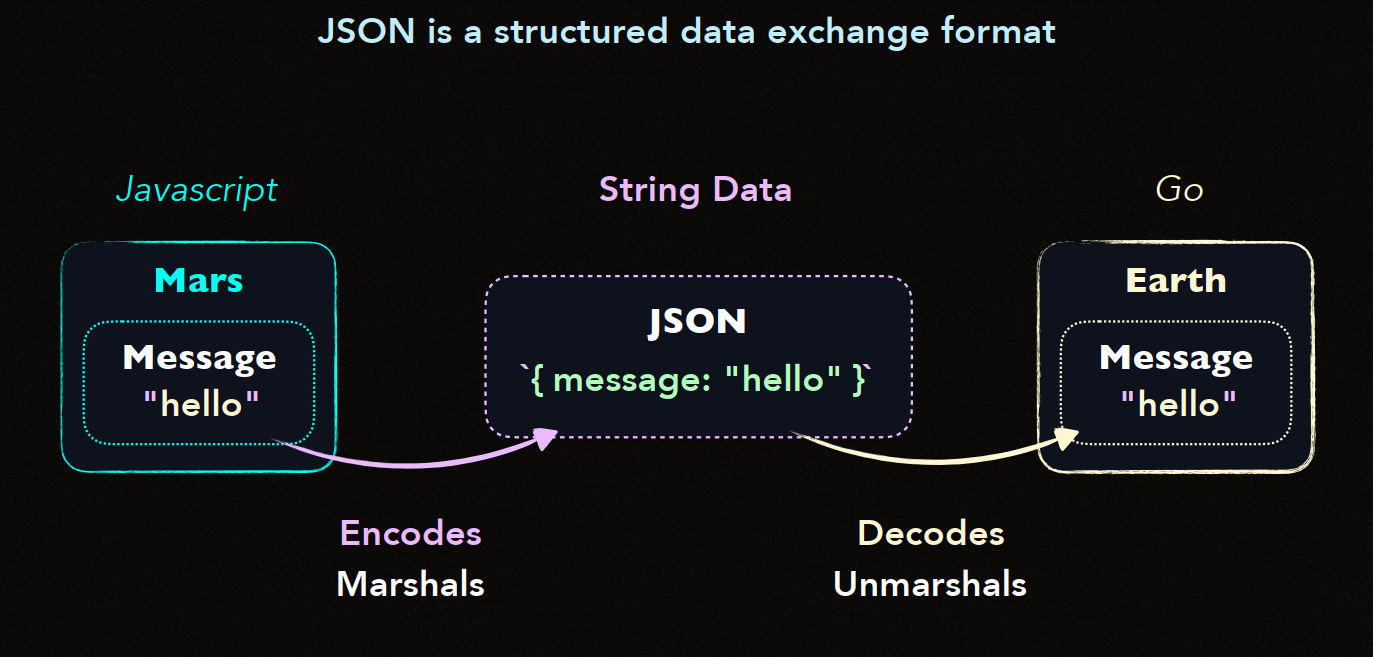 JSON is a structured data exchange format
Javascript
String Data
Go
Mars
Message
"hello"
JSON
`{ message: "hello" }`
Earth
Message
"hello"
Encodes
Marshals
Decodes
Unmarshals